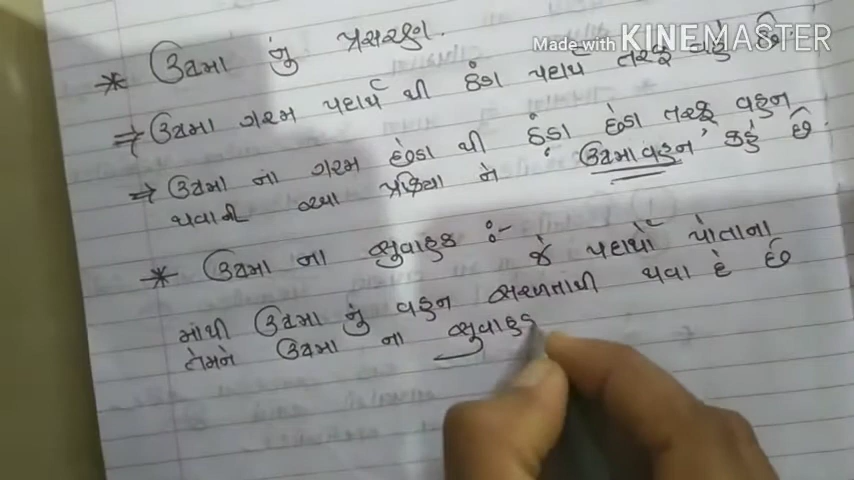 Made with KINEMASTER
* ઉષ્મા નું પ્રસરણ.
⇒ ઉષ્મા ગરમ પદાર્થ થી ઠંડા પદાર્થ તરફ વહે છે.
⇒ ઉષ્મા ના ગરમ છેડા થી ઠંડા છેડા તરફ વહન
થવાની આ પ્રક્રિયા ને 'ઉષ્માવહન' કહે છે.
* ઉષ્મા ના સુવાહક :- જે પદાર્થો પોતાના
માંથી ઉષ્મા નું વહન સરળતાથી થવા દે છે
તેમને ઉષ્મા ના સુવાહક